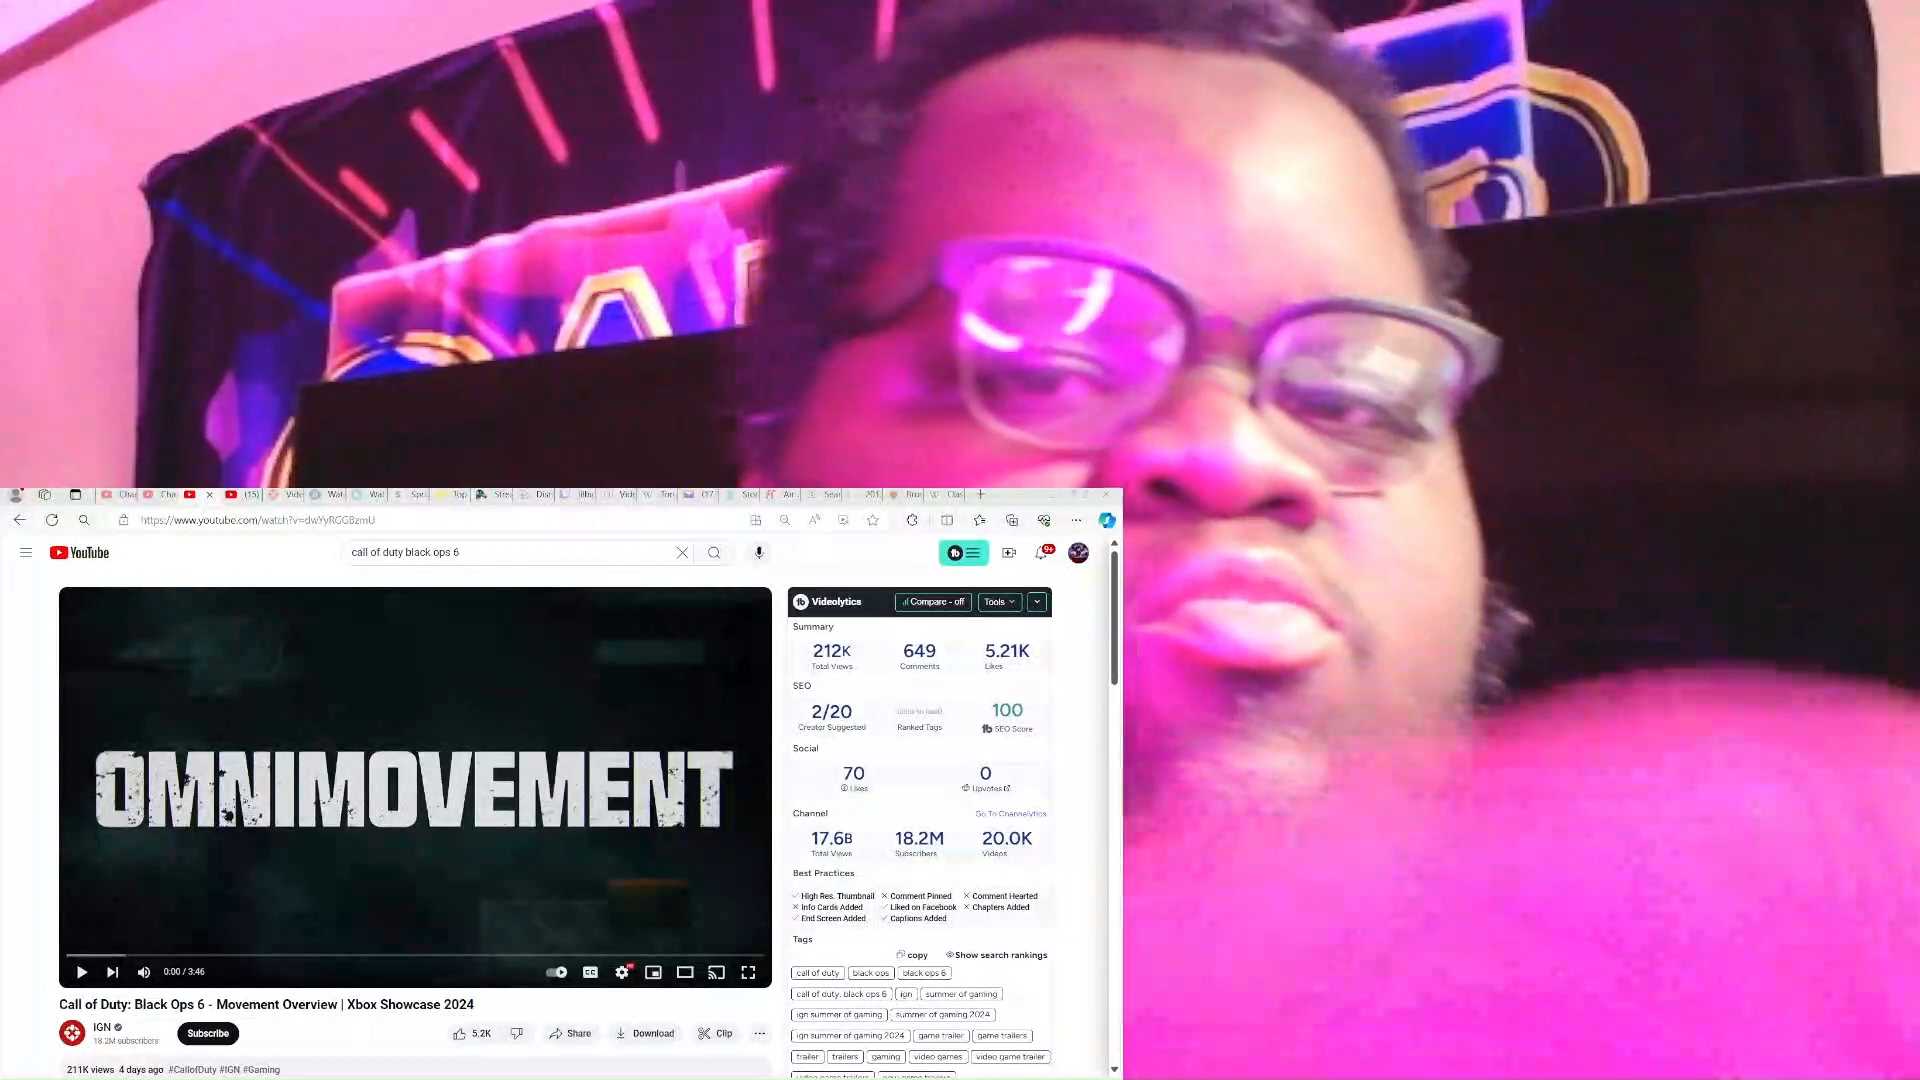 https://www.youtube.com/watch?v=dwYyRGGBzmU
YouTube
call of duty black ops 6
9+
OMNIMOVEMENT
0:00 / 3:46
Call of Duty: Black Ops 6 - Movement Overview | Xbox Showcase 2024
IGN
18.2M subscribers
Subscribe
5.2K
Share
Download
Clip
211K views 4 days ago #CallofDuty #IGN #Gaming
Videolytics
Compare - off
Tools
Summary
212K 649 5.21K
Total Views Comments Likes
SEO
2/20 100
Creator Suggested Ranked Tags SEO Score
Social
70 0
Likes Upvotes
Channel Go To Channelytics
17.6B 18.2M 20.0K
Total Views Subscribers Videos
Best Practices
High Res. Thumbnail Comment Pinned Comment Hearted
Info Cards Added Liked on Facebook Chapters Added
End Screen Added Captions Added
Tags
copy Show search rankings
call of duty black ops black ops 6
call of duty. black ops 6 ign summer of gaming
ign summer of gaming summer of gaming 2024
ign summer of gaming 2024 game trailer game trailers
trailer trailers gaming video games video game trailer